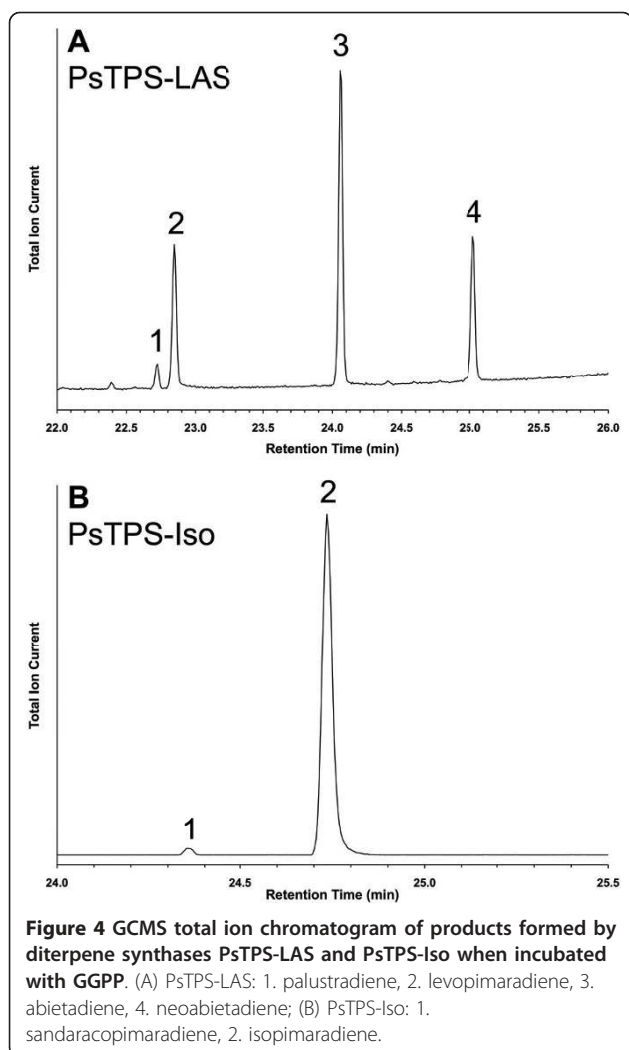 A
PsTPS-LAS
3
2
4
1
Total Ion Current
22.0 22.5 23.0 23.5 24.0 24.5 25.0 25.5 26.0
Retention Time (min)
B
PsTPS-Iso
2
1
Total Ion Current
24.0 24.5 25.0 25.5
Retention Time (min)
Figure 4 GCMS total ion chromatogram of products formed by
diterpene synthases PsTPS-LAS and PsTPS-Iso when incubated
with GGPP. (A) PsTPS-LAS: 1. palustradiene, 2. levopimaradiene, 3.
abietadiene, 4. neoabietadiene; (B) PsTPS-Iso: 1.
sandaracopimaradiene, 2. isopimaradiene.